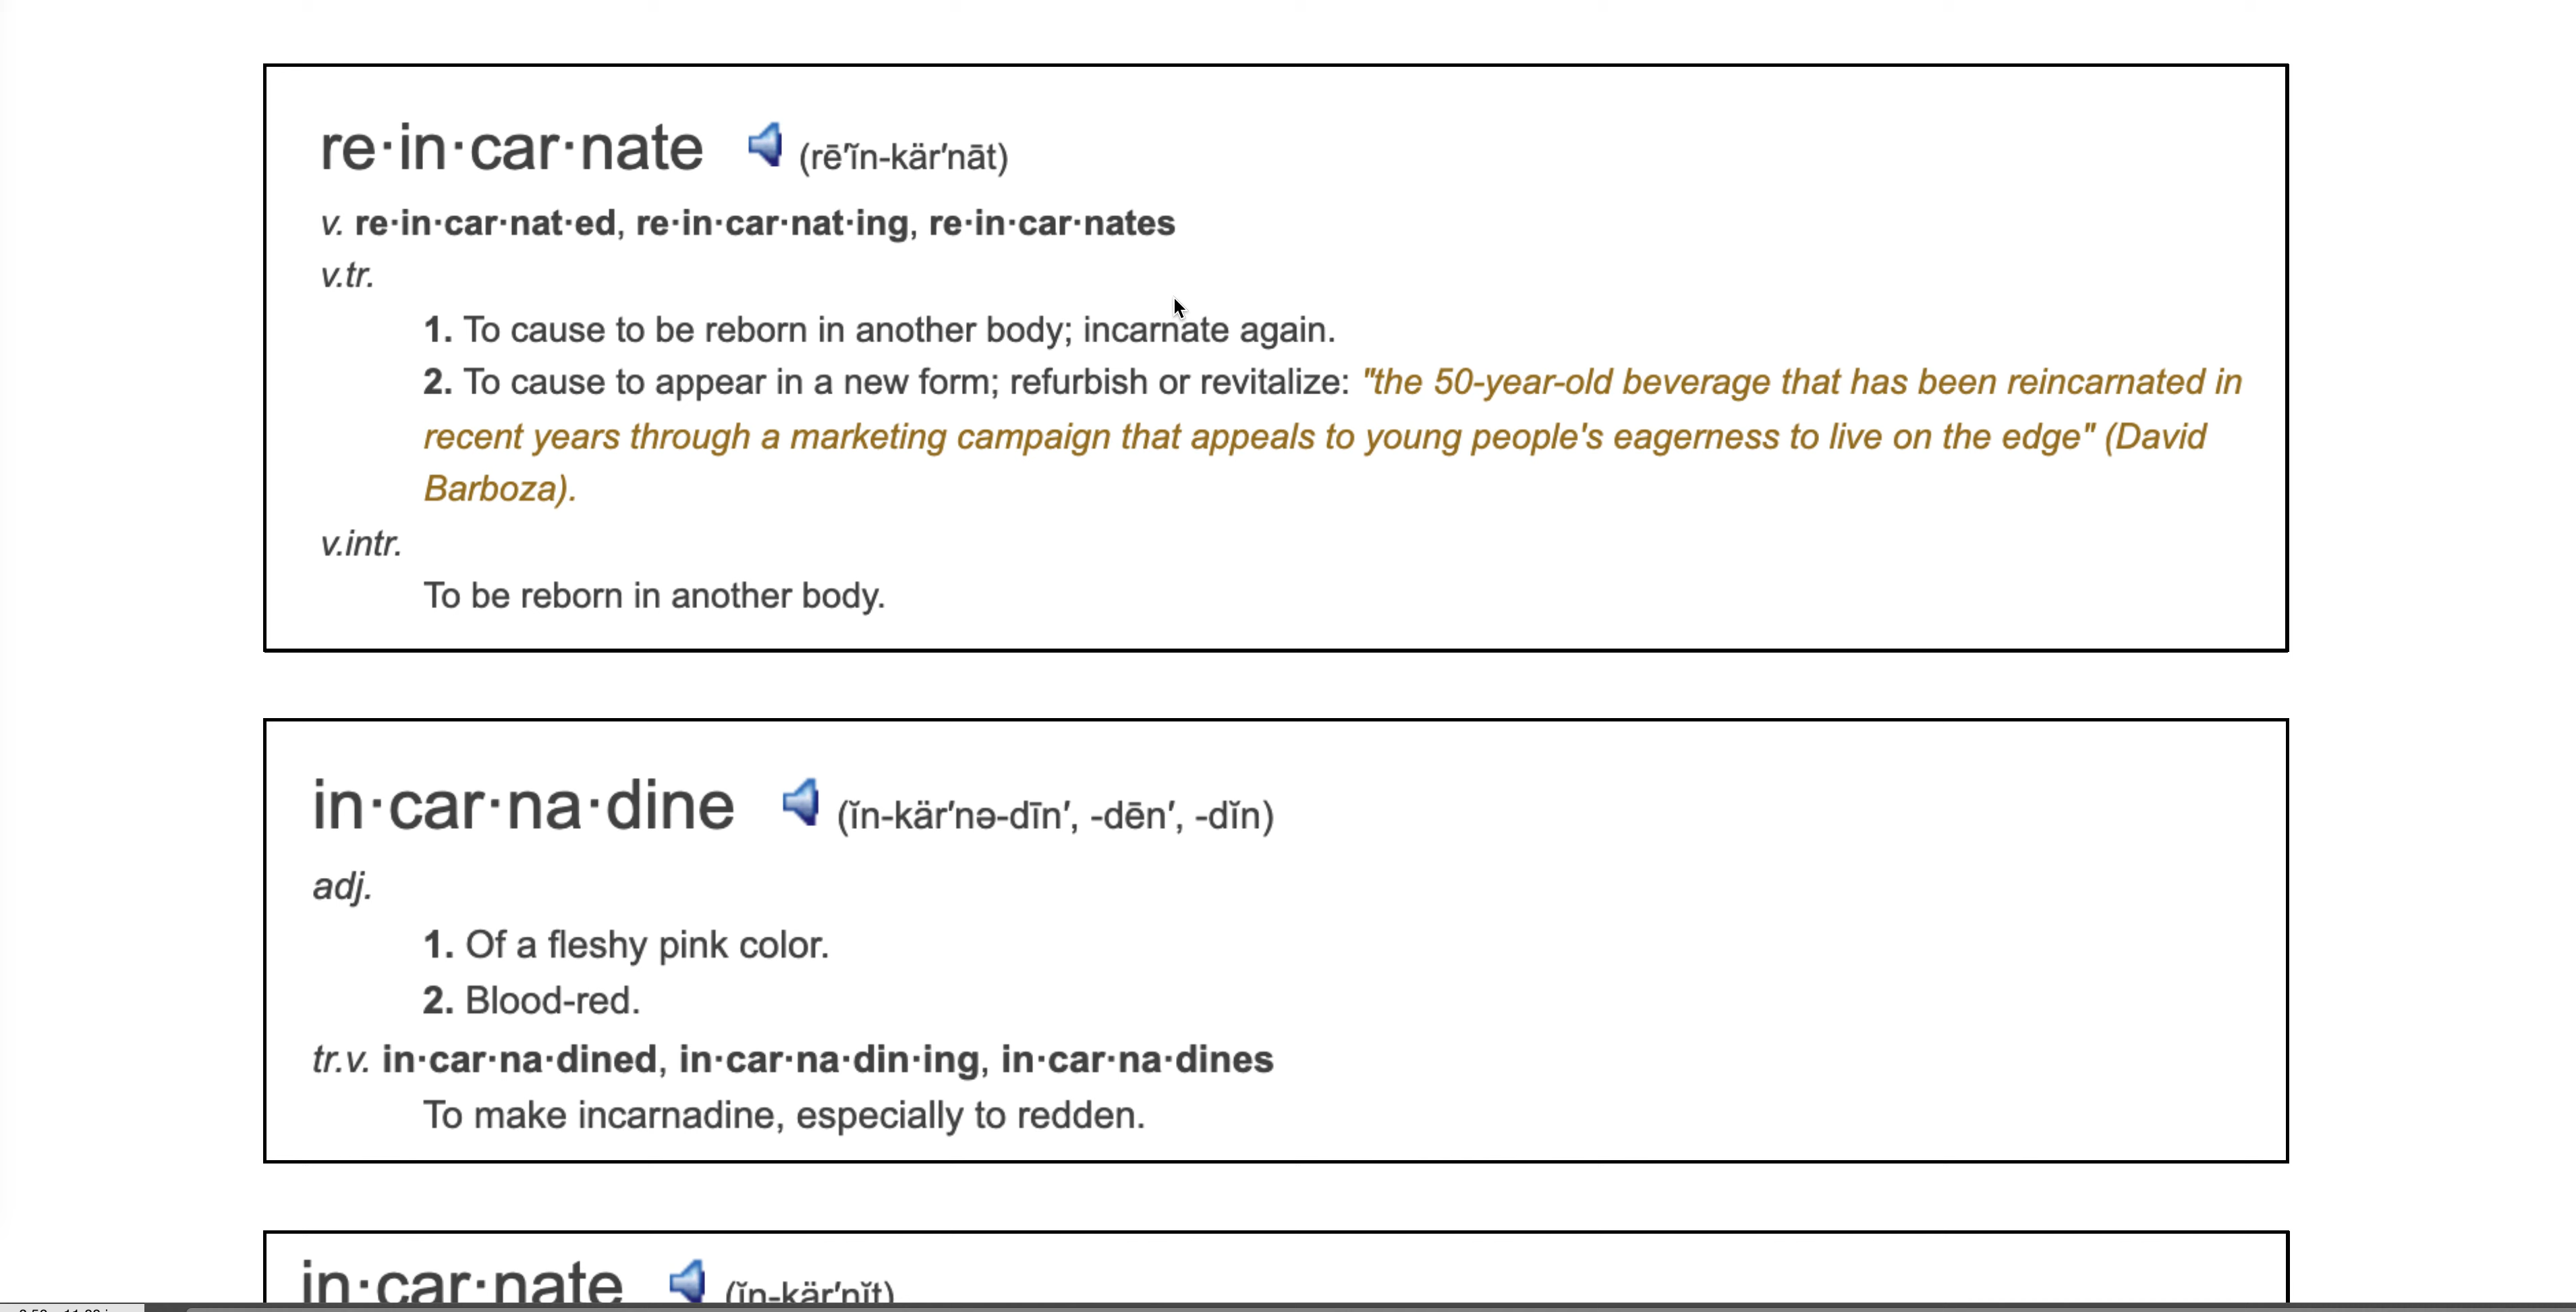 re·in·car·nate (rē′ĭn-kär′nāt)
v. re·in·car·nat·ed, re·in·car·nat·ing, re·in·car·nates
v.tr.
1. To cause to be reborn in another body; incarnate again.
2. To cause to appear in a new form; refurbish or revitalize: "the 50-year-old beverage that has been reincarnated in
recent years through a marketing campaign that appeals to young people's eagerness to live on the edge" (David
Barboza).
v.intr.
To be reborn in another body.
in·car·na·dine (ĭn-kär′nə-dīn′, -dēn′, -dĭn)
adj.
1. Of a fleshy pink color.
2. Blood-red.
tr.v. in·car·na·dined, in·car·na·din·ing, in·car·na·dines
To make incarnadine, especially to redden.
in·car·nate (ĭn-kär′nĭt)